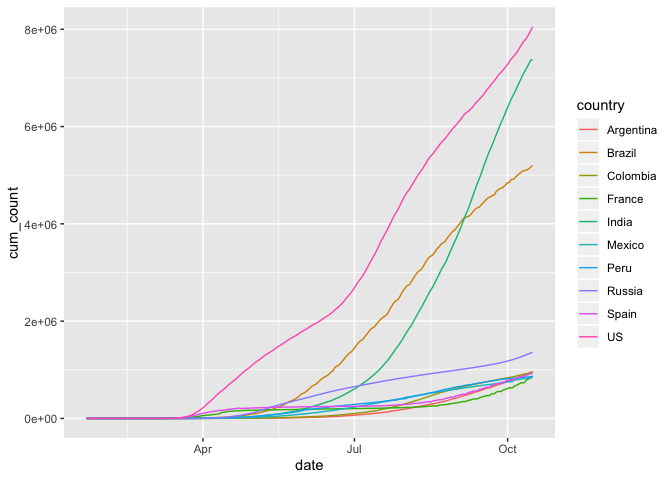 8e+06
6e+06
4e+06
2e+06
0e+00
cum_count
Apr
Jul
Oct
date
country
Argentina
Brazil
Colombia
France
India
Mexico
Peru
Russia
Spain
US